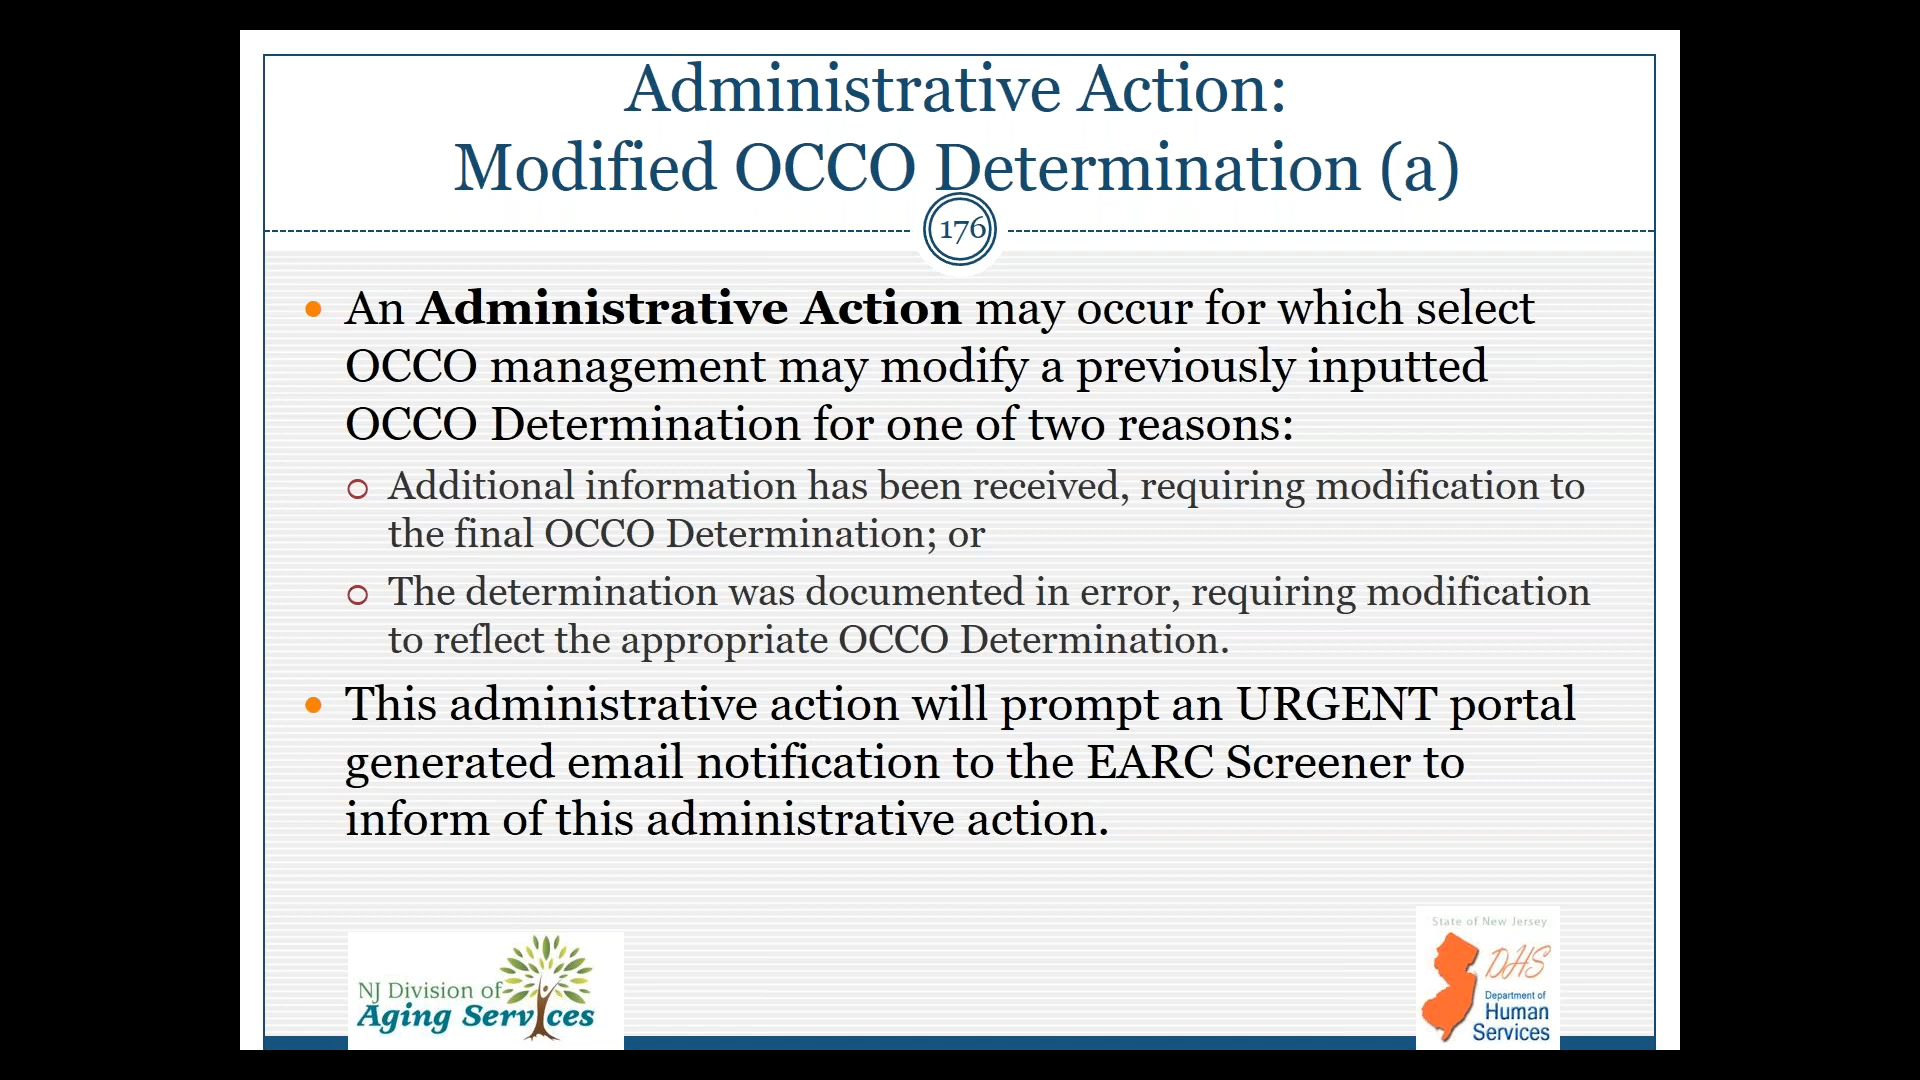 Administrative Action:
Modified OCCO Determination (a)
176
An Administrative Action may occur for which select
OCCO management may modify a previously inputted
OCCO Determination for one of two reasons:
Additional information has been received, requiring modification to
the final OCCO Determination; or
The determination was documented in error, requiring modification
to reflect the appropriate OCCO Determination.
This administrative action will prompt an URGENT portal
generated email notification to the EARC Screener to
inform of this administrative action.
NJ Division of
Aging Services
State of New Jersey
DHS
Department of
Human
Services